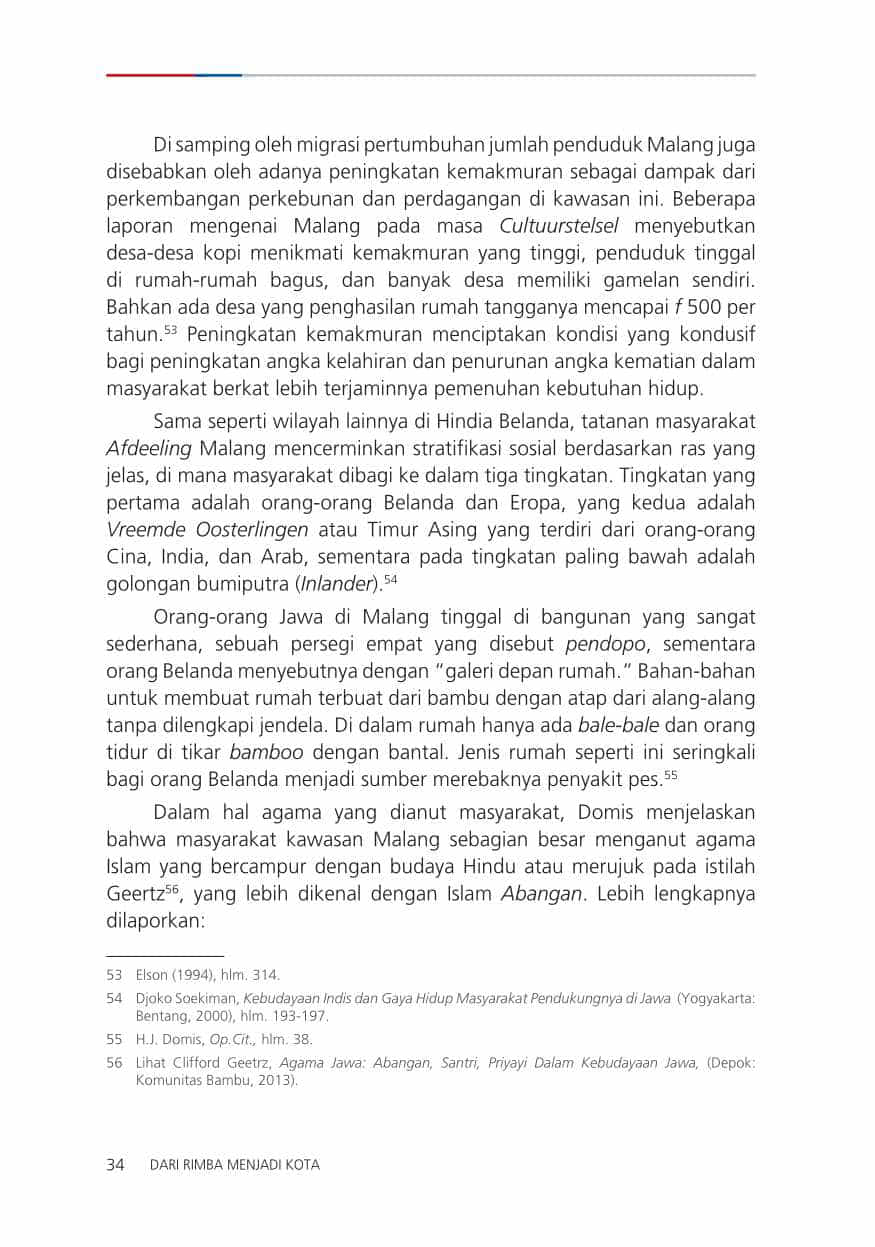 Di samping oleh migrasi pertumbuhan jumlah penduduk Malang juga
disebabkan oleh adanya peningkatan kemakmuran sebagai dampak dari
perkembangan perkebunan dan perdagangan di kawasan ini. Beberapa
laporan mengenai Malang pada masa Cultuurstelsel menyebutkan
desa-desa kopi menikmati kemakmuran yang tinggi, penduduk tinggal
di rumah-rumah bagus, dan banyak desa memiliki gamelan sendiri.
Bahkan ada desa yang penghasilan rumah tangganya mencapai f 500 per
tahun.53 Peningkatan kemakmuran menciptakan kondisi yang kondusif
bagi peningkatan angka kelahiran dan penurunan angka kematian dalam
masyarakat berkat lebih terjaminnya pemenuhan kebutuhan hidup.
Sama seperti wilayah lainnya di Hindia Belanda, tatanan masyarakat
Afdeeling Malang mencerminkan stratifikasi sosial berdasarkan ras yang
jelas, di mana masyarakat dibagi ke dalam tiga tingkatan. Tingkatan yang
pertama adalah orang-orang Belanda dan Eropa, yang kedua adalah
Vreemde Oosterlingen atau Timur Asing yang terdiri dari orang-orang
Cina, India, dan Arab, sementara pada tingkatan paling bawah adalah
golongan bumiputra (Inlander).54
Orang-orang Jawa di Malang tinggal di bangunan yang sangat
sederhana, sebuah persegi empat yang disebut pendopo, sementara
orang Belanda menyebutnya dengan “galeri depan rumah.” Bahan-bahan
untuk membuat rumah terbuat dari bambu dengan atap dari alang-alang
tanpa dilengkapi jendela. Di dalam rumah hanya ada bale-bale dan orang
tidur di tikar bamboo dengan bantal. Jenis rumah seperti ini seringkali
bagi orang Belanda menjadi sumber merebaknya penyakit pes.55
Dalam hal agama yang dianut masyarakat, Domis menjelaskan
bahwa masyarakat kawasan Malang sebagian besar menganut agama
Islam yang bercampur dengan budaya Hindu atau merujuk pada istilah
Geertz56, yang lebih dikenal dengan Islam Abangan. Lebih lengkapnya
dilaporkan:
53 Elson (1994), hlm. 314.
54 Djoko Soekiman, Kebudayaan Indis dan Gaya Hidup Masyarakat Pendukungnya di Jawa (Yogyakarta:
Bentang, 2000), hlm. 193-197.
55 H.J. Domis, Op.Cit., hlm. 38.
56 Lihat Clifford Geetrz, Agama Jawa: Abangan, Santri, Priyayi Dalam Kebudayaan Jawa, (Depok:
Komunitas Bambu, 2013).
34 DARI RIMBA MENJADI KOTA